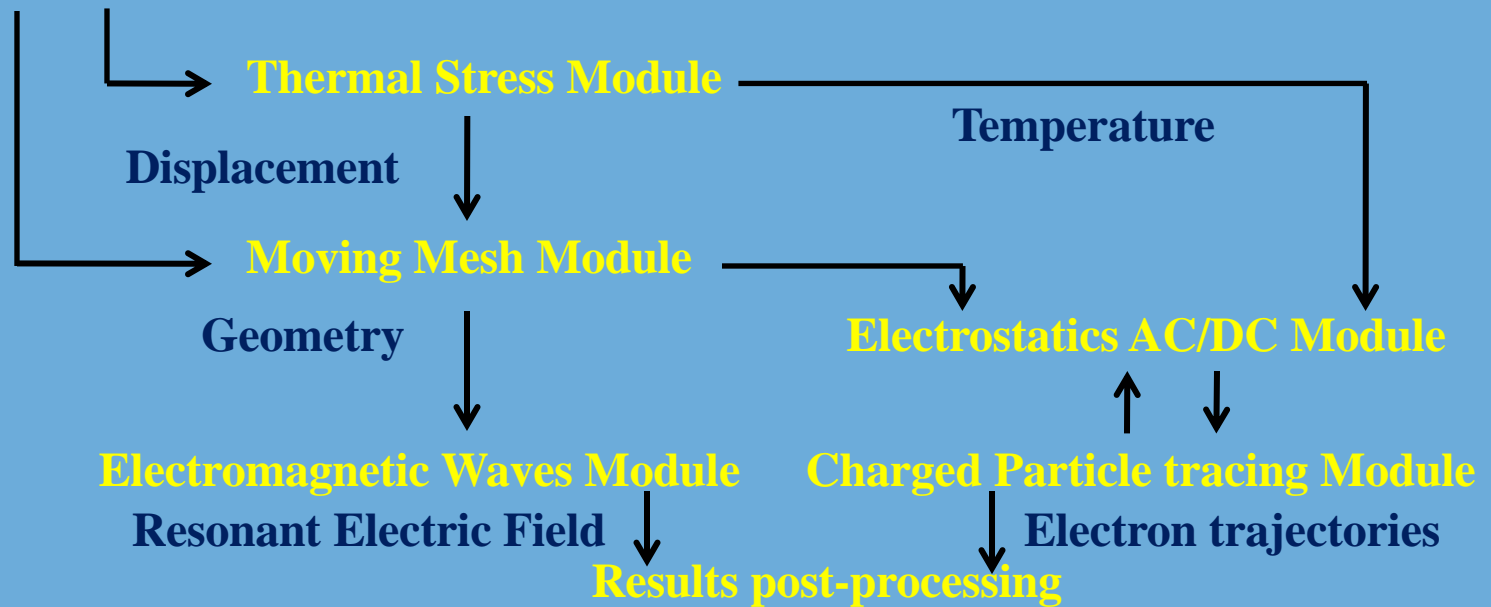 Thermal Stress Module
Temperature
Displacement
Moving Mesh Module
Geometry
Electrostatics AC/DC Module
Electromagnetic Waves Module
Charged Particle tracing Module
Resonant Electric Field
Electron trajectories
Results post-processing